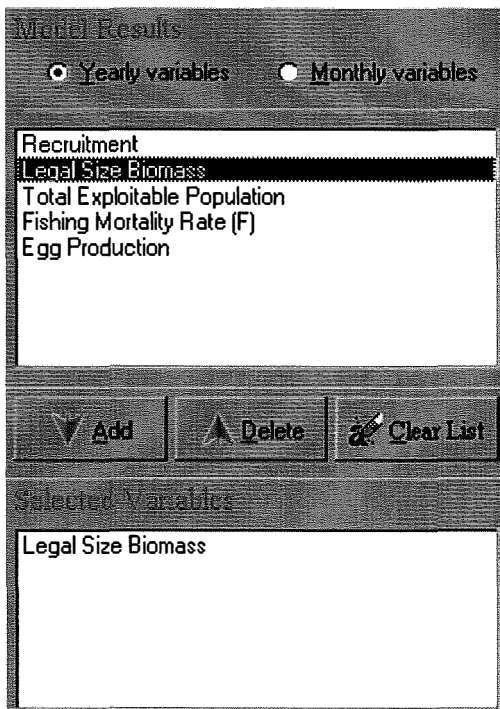 Model Results
Yearly variables Monthly variables
Recruitment
Legal Size Biomass
Total Exploitable Population
Fishing Mortality Rate (F)
Egg Production
Add Delete Clear List
Selected Variables
Legal Size Biomass